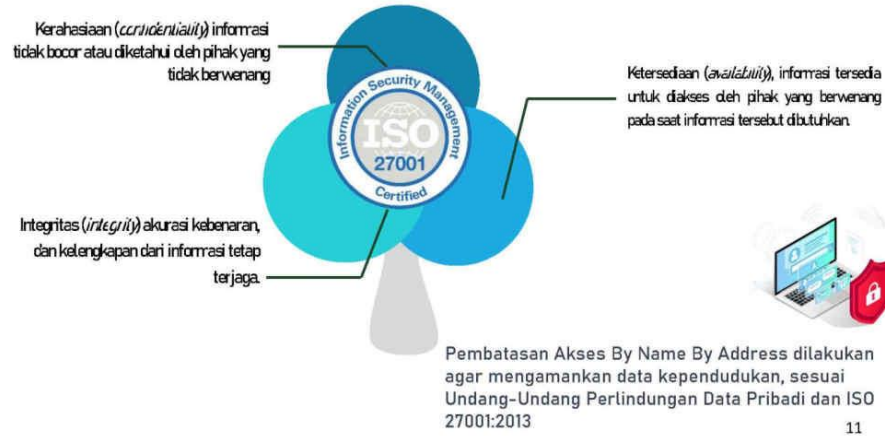 Kerahasiaan (confidentiality) informasi
tidak bocor atau diketahui oleh pihak yang
tidak berwenang
Ketersediaan (availability), informasi tersedia
untuk diakses oleh pihak yang berwenang
pada saat informasi tersebut dibutuhkan.
Information Security Management
ISO
27001
Certified
Integritas (integrity) akurasi kebenaran,
dan kelengkapan dari informasi tetap
terjaga.
Pembatasan Akses By Name By Address dilakukan
agar mengamankan data kependudukan, sesuai
Undang-Undang Perlindungan Data Pribadi dan ISO
27001:2013
11